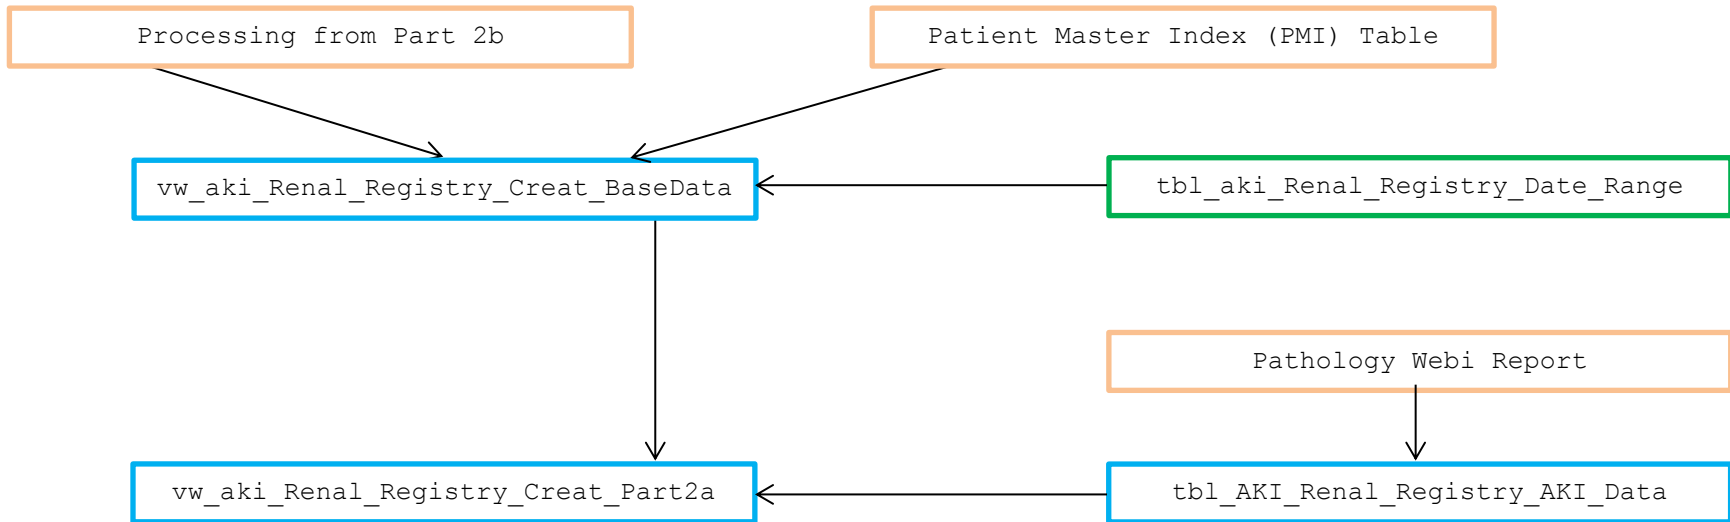 Processing from Part 2b
Patient Master Index (PMI) Table
vw_aki_Renal_Registry_Creat_BaseData
tbl_aki_Renal_Registry_Date_Range
Pathology Webi Report
vw_aki_Renal_Registry_Creat_Part2a
tbl_AKI_Renal_Registry_AKI_Data